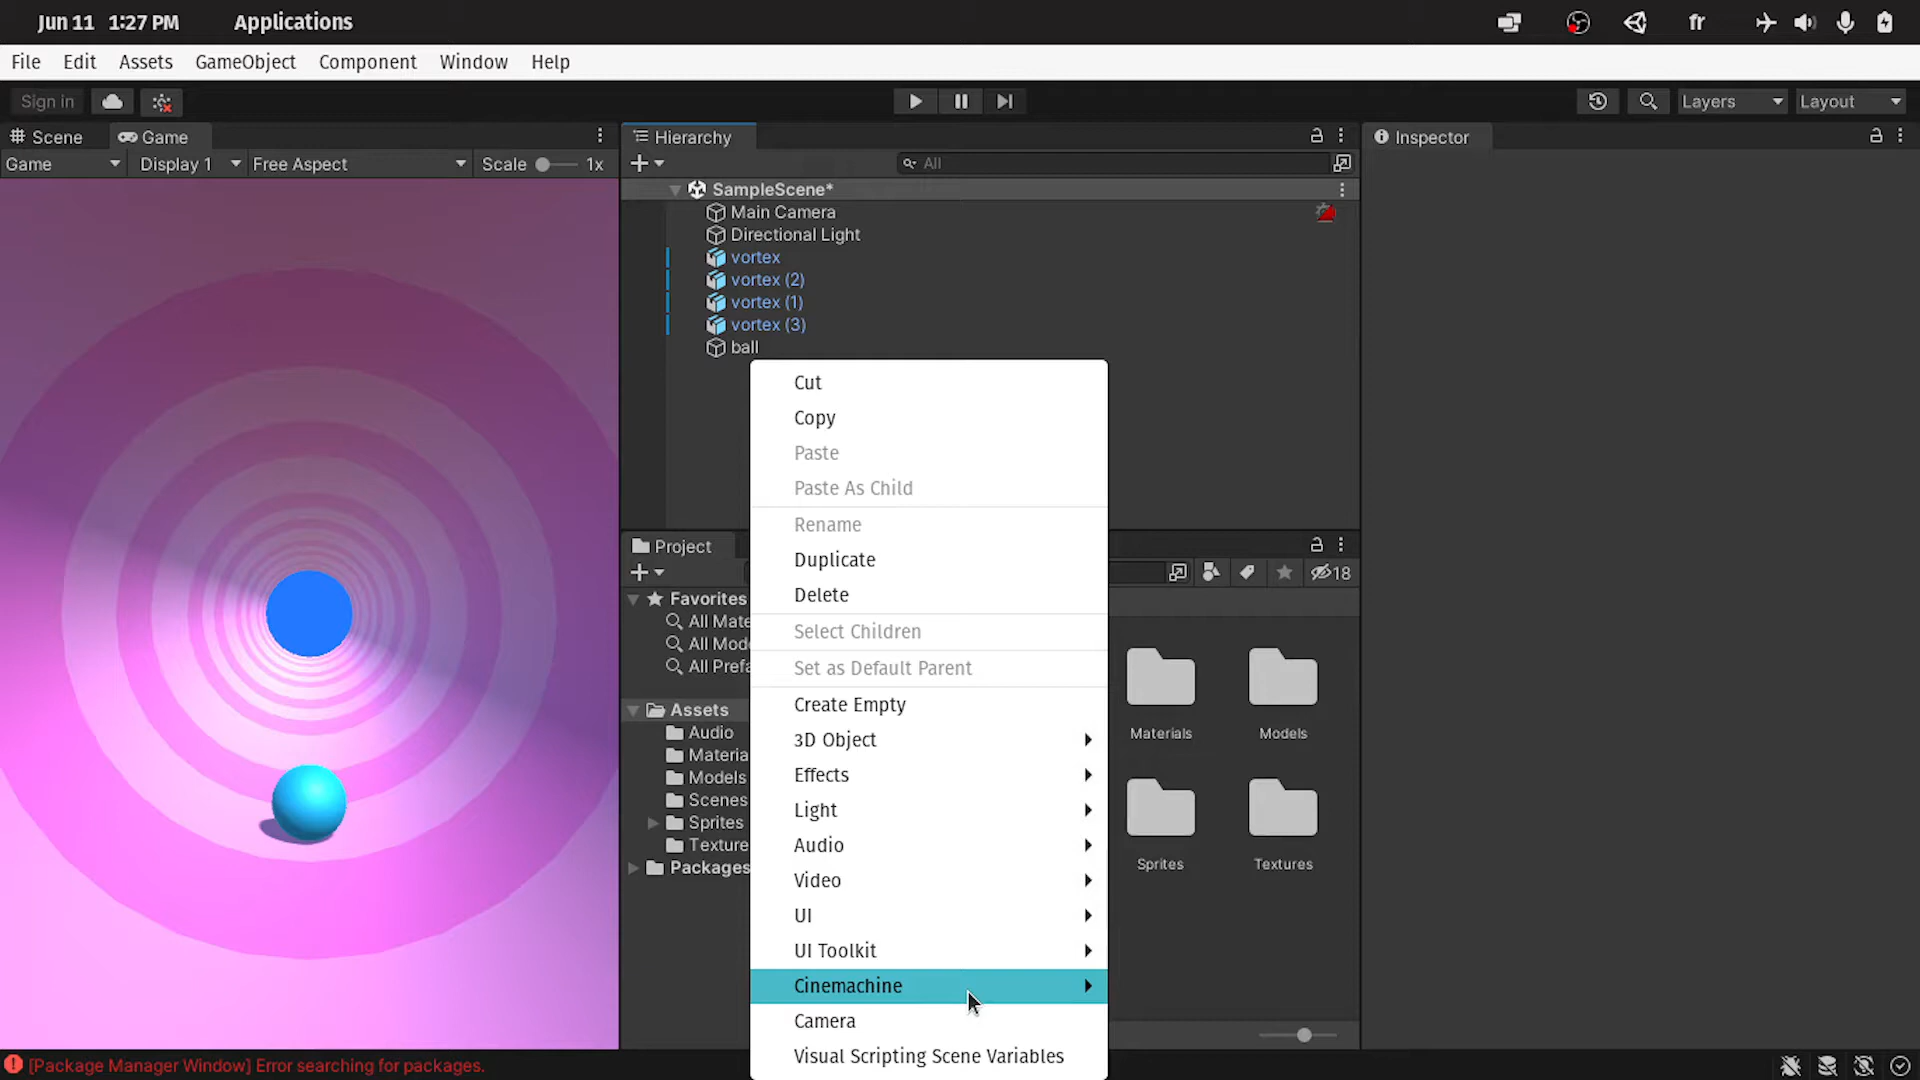 Jun 11 1:27 PM Applications fr
File Edit Assets GameObject Component Window Help
Sign in Layers Layout
Scene Game
Game Display 1 Free Aspect Scale 1x
Hierarchy
All
SampleScene*
Main Camera
Directional Light
vortex
vortex (2)
vortex (1)
vortex (3)
ball
Inspector
Cut
Copy
Paste
Paste As Child
Rename
Duplicate
Delete
Select Children
Set as Default Parent
Create Empty
3D Object
Effects
Light
Audio
Video
UI
UI Toolkit
Cinemachine
Camera
Visual Scripting Scene Variables
Project
18
Favorites
All Mate
All Mod
All Prefa
Assets
Audio
Materia
Models
Scenes
Sprites
Texture
Packages
Materials Models
Sprites Textures
[Package Manager Window] Error searching for packages.